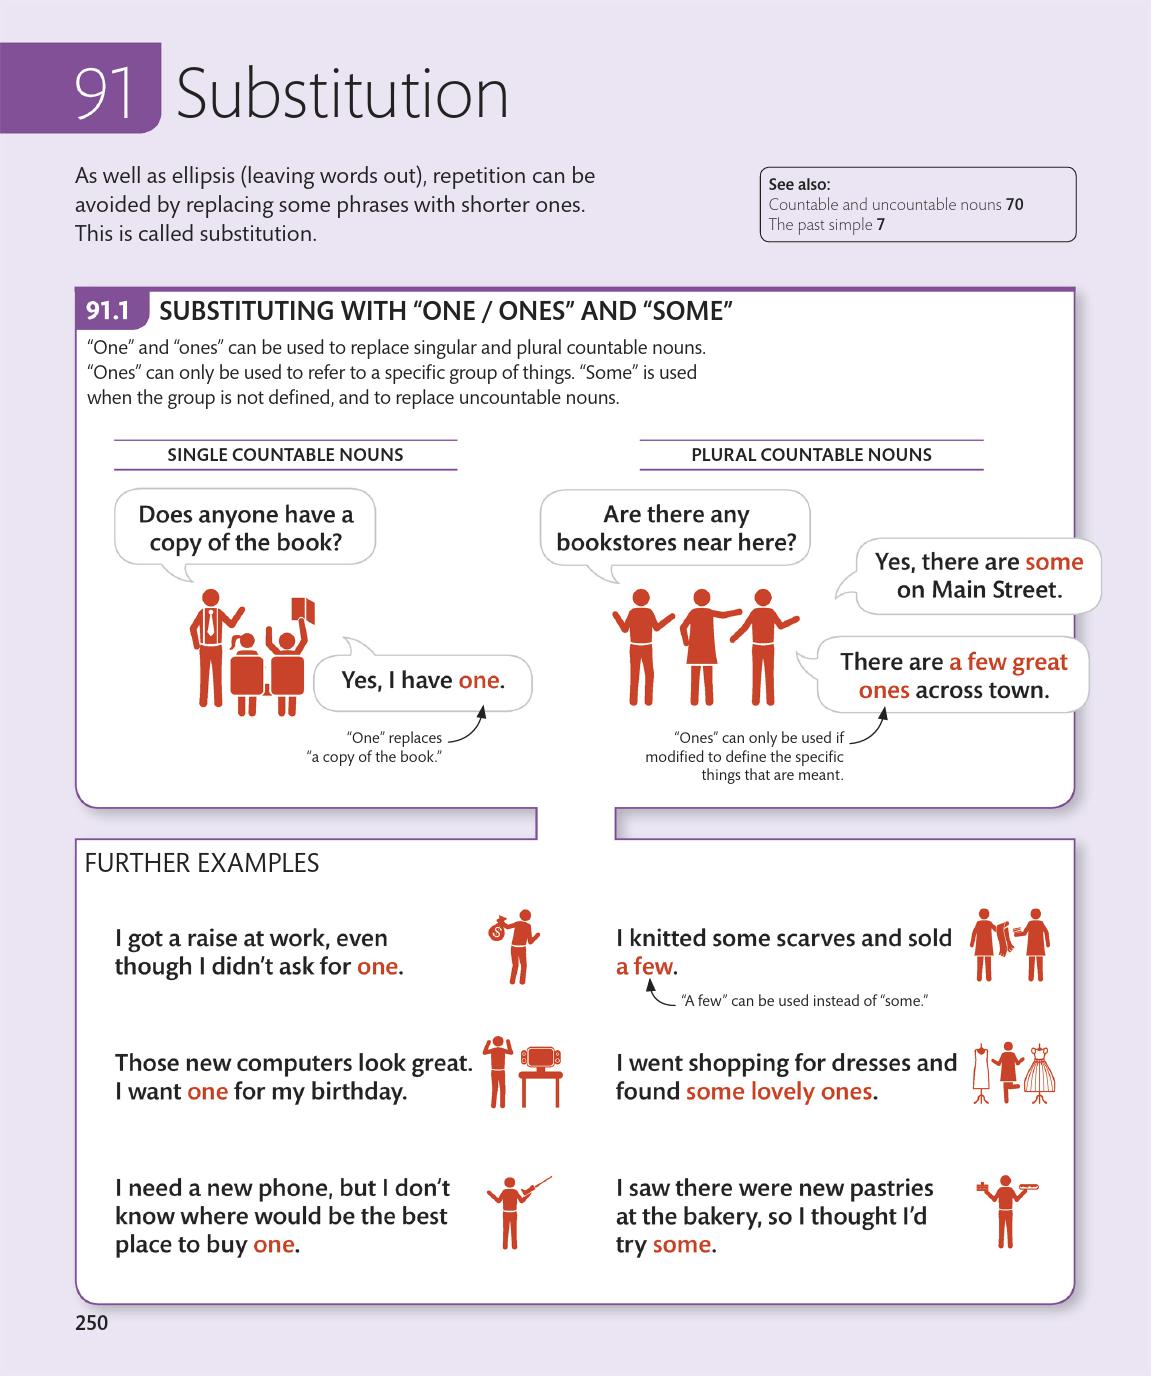 91 Substitution
As well as ellipsis (leaving words out), repetition can be
avoided by replacing some phrases with shorter ones.
This is called substitution.
See also:
Countable and uncountable nouns 70
The past simple 7
91.1 SUBSTITUTING WITH “ONE / ONES” AND “SOME”
“One” and “ones” can be used to replace singular and plural countable nouns.
“Ones” can only be used to refer to a specific group of things. “Some” is used
when the group is not defined, and to replace uncountable nouns.
SINGLE COUNTABLE NOUNS
Does anyone have a
copy of the book?
Yes, I have one.
“One” replaces
“a copy of the book.”
PLURAL COUNTABLE NOUNS
Are there any
bookstores near here?
Yes, there are some
on Main Street.
There are a few great
ones across town.
“Ones” can only be used if
modified to define the specific
things that are meant.
FURTHER EXAMPLES
I got a raise at work, even
though I didn’t ask for one.
$
I knitted some scarves and sold
a few.
“A few” can be used instead of “some.”
Those new computers look great.
I want one for my birthday.
I went shopping for dresses and
found some lovely ones.
I need a new phone, but I don’t
know where would be the best
place to buy one.
I saw there were new pastries
at the bakery, so I thought I’d
try some.
250